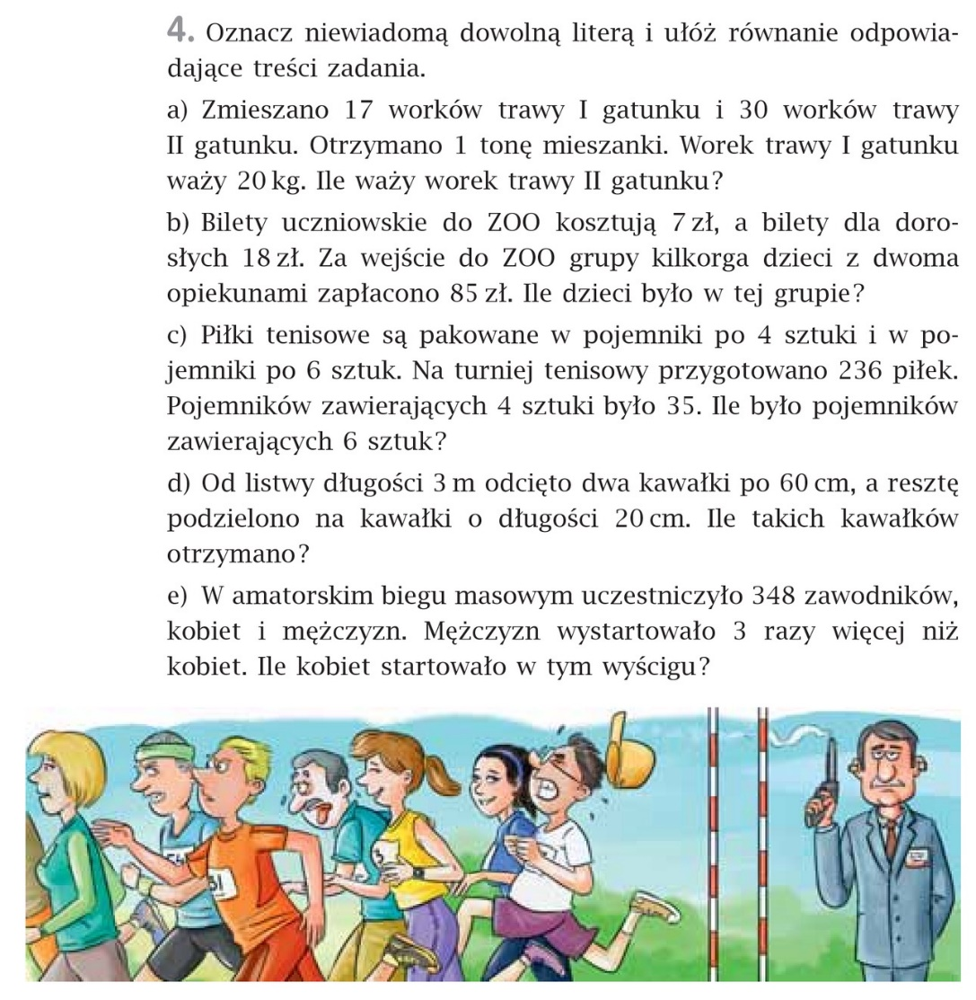 4. Oznacz niewiadomą dowolną literą i ułóż równanie odpowia-
dające treści zadania.
a) Zmieszano 17 worków trawy I gatunku i 30 worków trawy
II gatunku. Otrzymano 1 tonę mieszanki. Worek trawy I gatunku
waży 20 kg. Ile waży worek trawy II gatunku?
b) Bilety uczniowskie do ZOO kosztują 7 zł, a bilety dla doro-
słych 18 zł. Za wejście do ZOO grupy kilkorga dzieci z dwoma
opiekunami zapłacono 85 zł. Ile dzieci było w tej grupie?
c) Piłki tenisowe są pakowane w pojemniki po 4 sztuki i w po-
jemniki po 6 sztuk. Na turniej tenisowy przygotowano 236 piłek.
Pojemników zawierających 4 sztuki było 35. Ile było pojemników
zawierających 6 sztuk?
d) Od listwy długości 3 m odcięto dwa kawałki po 60 cm, a resztę
podzielono na kawałki o długości 20 cm. Ile takich kawałków
otrzymano?
e) W amatorskim biegu masowym uczestniczyło 348 zawodników,
kobiet i mężczyzn. Mężczyzn wystartowało 3 razy więcej niż
kobiet. Ile kobiet startowało w tym wyścigu?